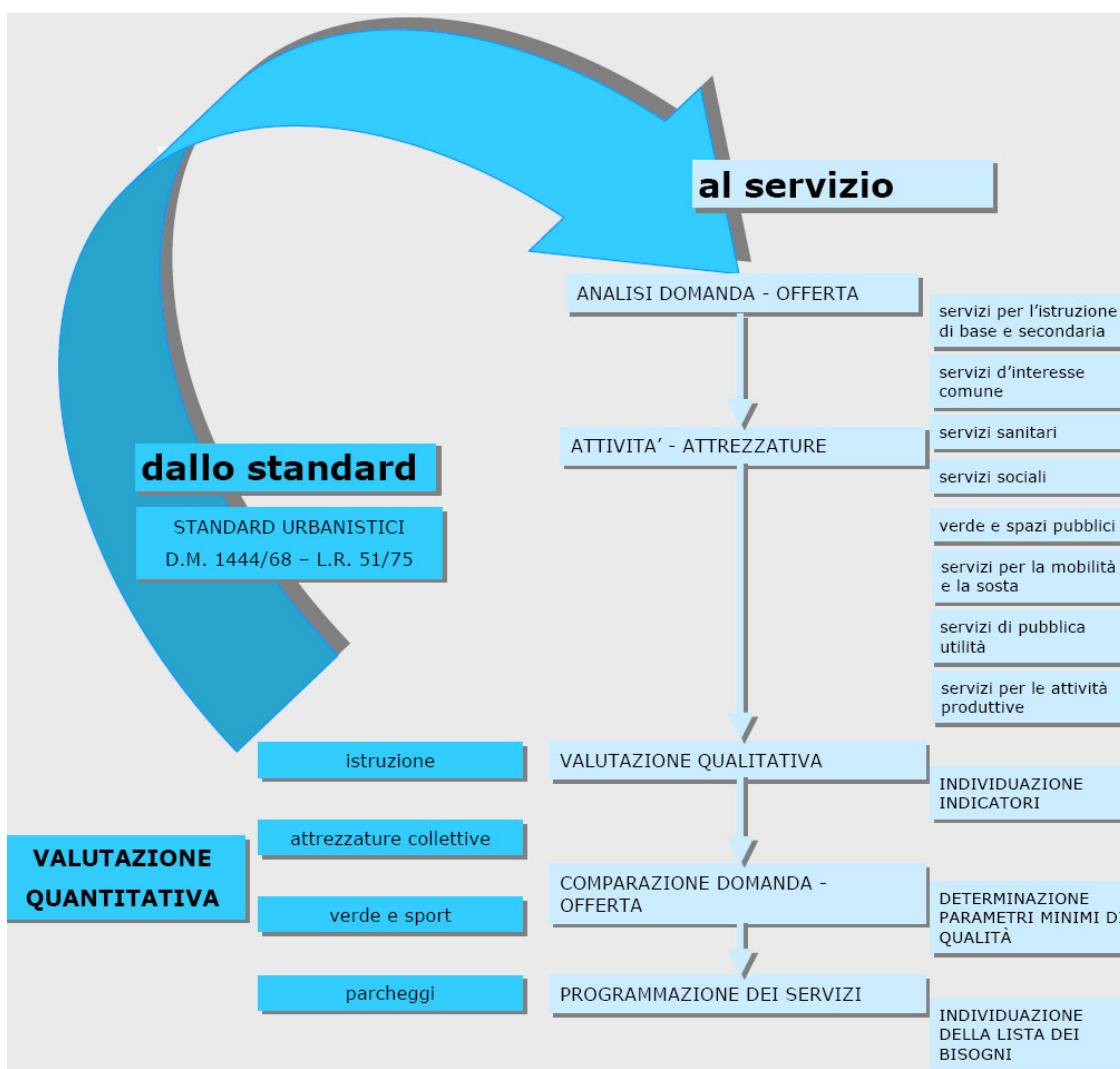 al servizio
ANALISI DOMANDA - OFFERTA
servizi per l'istruzione
di base e secondaria
servizi d'interesse
comune
ATTIVITA' - ATTREZZATURE
servizi sanitari
servizi sociali
verde e spazi pubblici
servizi per la mobilità
e la sosta
servizi di pubblica
utilità
servizi per le attività
produttive
dallo standard
STANDARD URBANISTICI
D.M. 1444/68 – L.R. 51/75
VALUTAZIONE
QUANTITATIVA
istruzione
attrezzature collettive
verde e sport
parcheggi
VALUTAZIONE QUALITATIVA
INDIVIDUAZIONE
INDICATORI
COMPARAZIONE DOMANDA -
OFFERTA
DETERMINAZIONE
PARAMETRI MINIMI DI
QUALITÀ
PROGRAMMAZIONE DEI SERVIZI
INDIVIDUAZIONE
DELLA LISTA DEI
BISOGNI